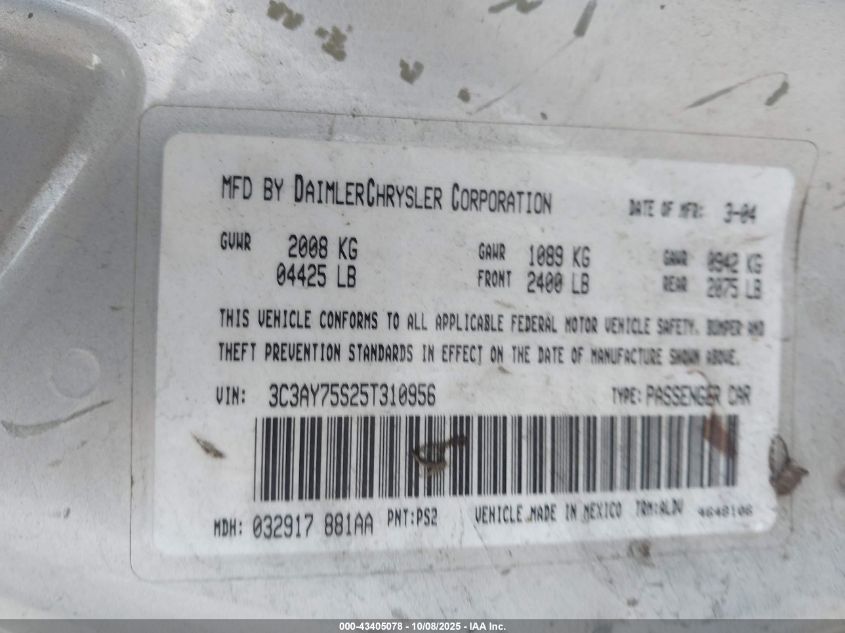 MFD BY DAIMLERCHRYSLER CORPORATION DATE OF MFR: 3-04
GVWR 2008 KG GAWR 1089 KG GAWR 0942 KG
04425 LB FRONT 2400 LB REAR 2075 LB
THIS VEHICLE CONFORMS TO ALL APPLICABLE FEDERAL MOTOR VEHICLE SAFETY, BUMPER AND
THEFT PREVENTION STANDARDS IN EFFECT ON THE DATE OF MANUFACTURE SHOWN ABOVE.
VIN: 3C3AY75S25T310956 TYPE: PASSENGER CAR
MDH: 032917 881AA PNT:PS2 VEHICLE MADE IN MEXICO TRM:ALDV 4648106
000-43405078 - 10/08/2025 - IAA Inc.